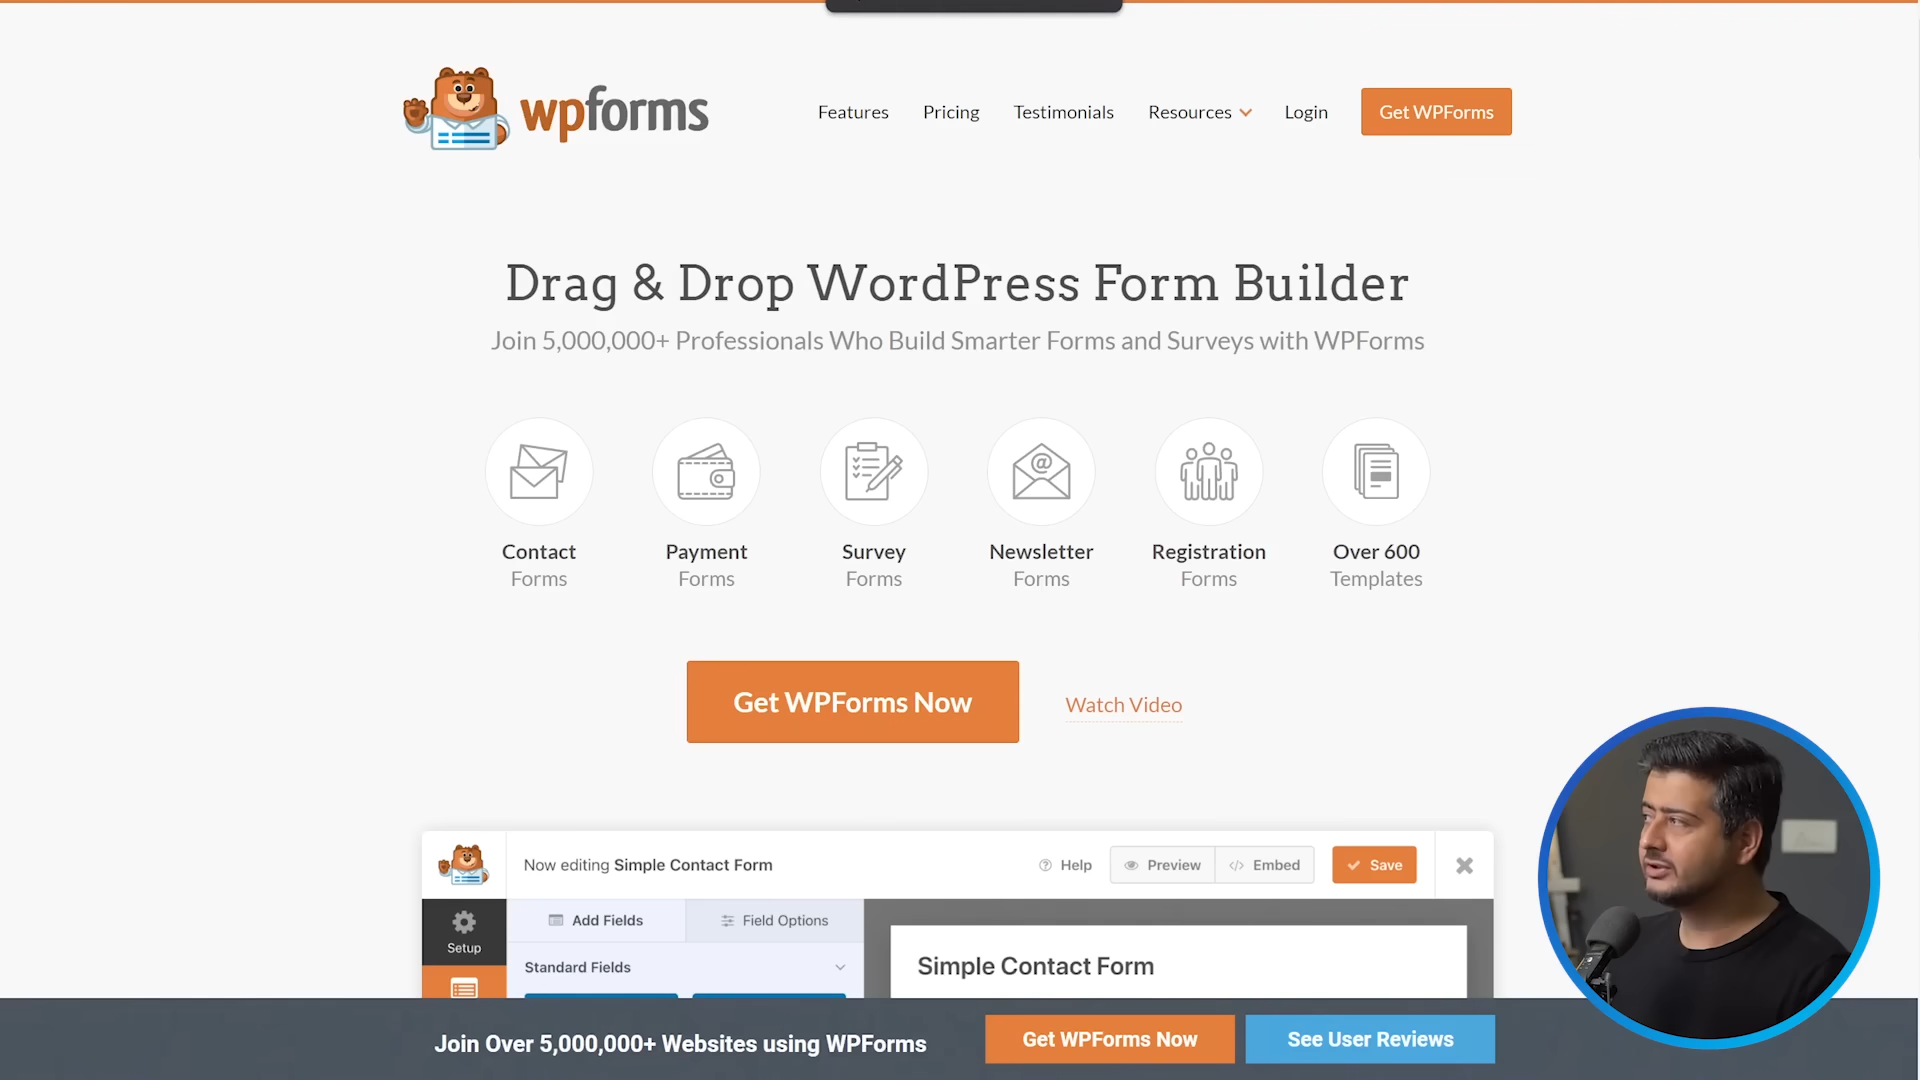 wpforms
Features
Pricing
Testimonials
Resources
Login
Get WPForms
Drag & Drop WordPress Form Builder
Join 5,000,000+ Professionals Who Build Smarter Forms and Surveys with WPForms
Contact
Forms
Payment
Forms
Survey
Forms
Newsletter
Forms
Registration
Forms
Over 600
Templates
Get WPForms Now
Watch Video
Now editing Simple Contact Form
Help
Preview
Embed
Save
Setup
Add Fields
Field Options
Standard Fields
Simple Contact Form
Join Over 5,000,000+ Websites using WPForms
Get WPForms Now
See User Reviews